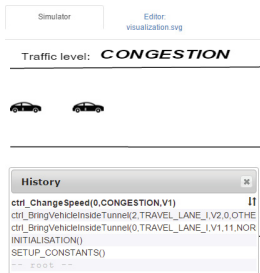 Simulator
Editor:
visualization.svg
Traffic level: CONGESTION
History
ctrl_ChangeSpeed(0,CONGESTION,V1)
ctrl_BringVehicleInsideTunnel(2,TRAVEL_LANE_I,V2,0,OTHE
ctrl_BringVehicleInsideTunnel(0,TRAVEL_LANE_I,V1,11,NOR
INITIALISATION()
SETUP_CONSTANTS()
-- root --